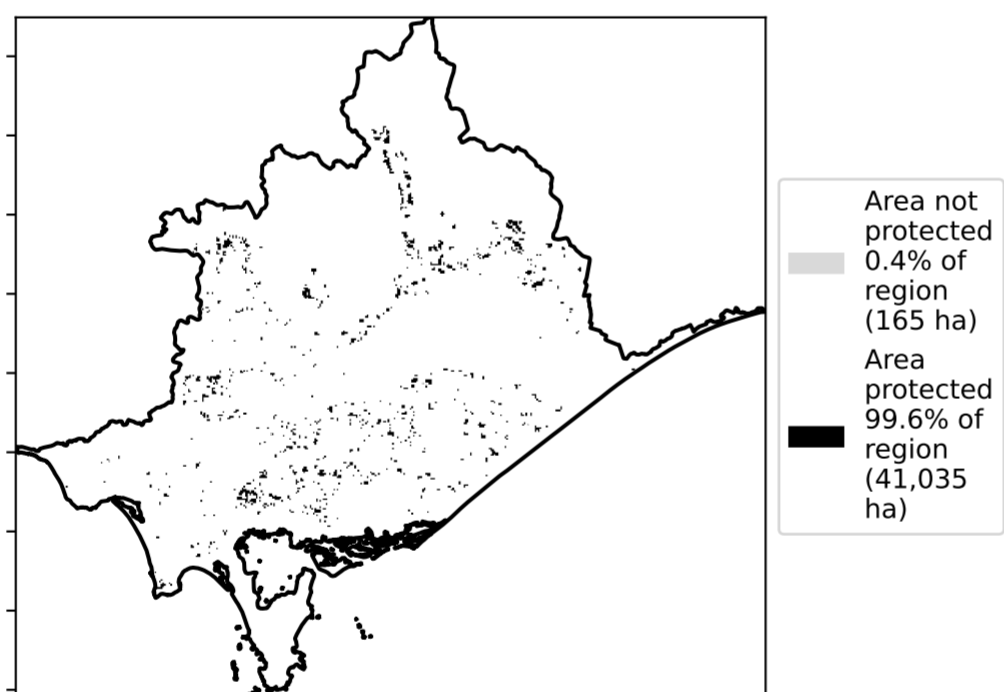 Area not
protected
0.4% of
region
(165 ha)
Area
protected
99.6% of
region
(41,035
ha)